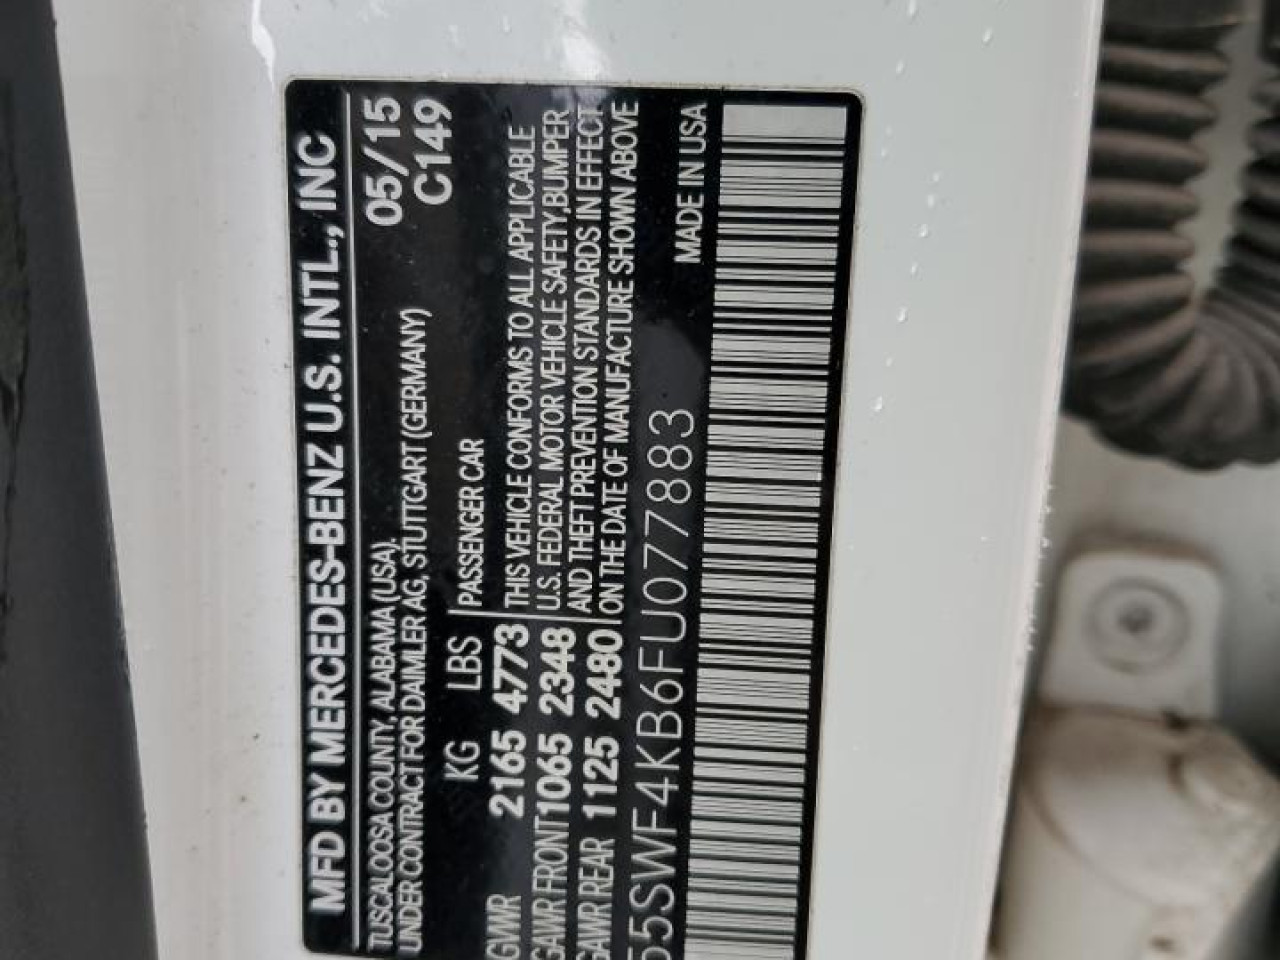 MFD BY MERCEDES-BENZ U.S. INTL., INC
TUSCALOOSA COUNTY, ALABAMA (USA). 05/15
UNDER CONTRACT FOR DAIMLER AG, STUTTGART (GERMANY) C149
KG LBS PASSENGER CAR
GVWR 2165 4773 THIS VEHICLE CONFORMS TO ALL APPLICABLE
GAWR FRONT 1065 2348 U.S. FEDERAL MOTOR VEHICLE SAFETY,BUMPER
GAWR REAR 1125 2480 AND THEFT PREVENTION STANDARDS IN EFFECT
ON THE DATE OF MANUFACTURE SHOWN ABOVE
55SWF4KB6FU077883 MADE IN USA